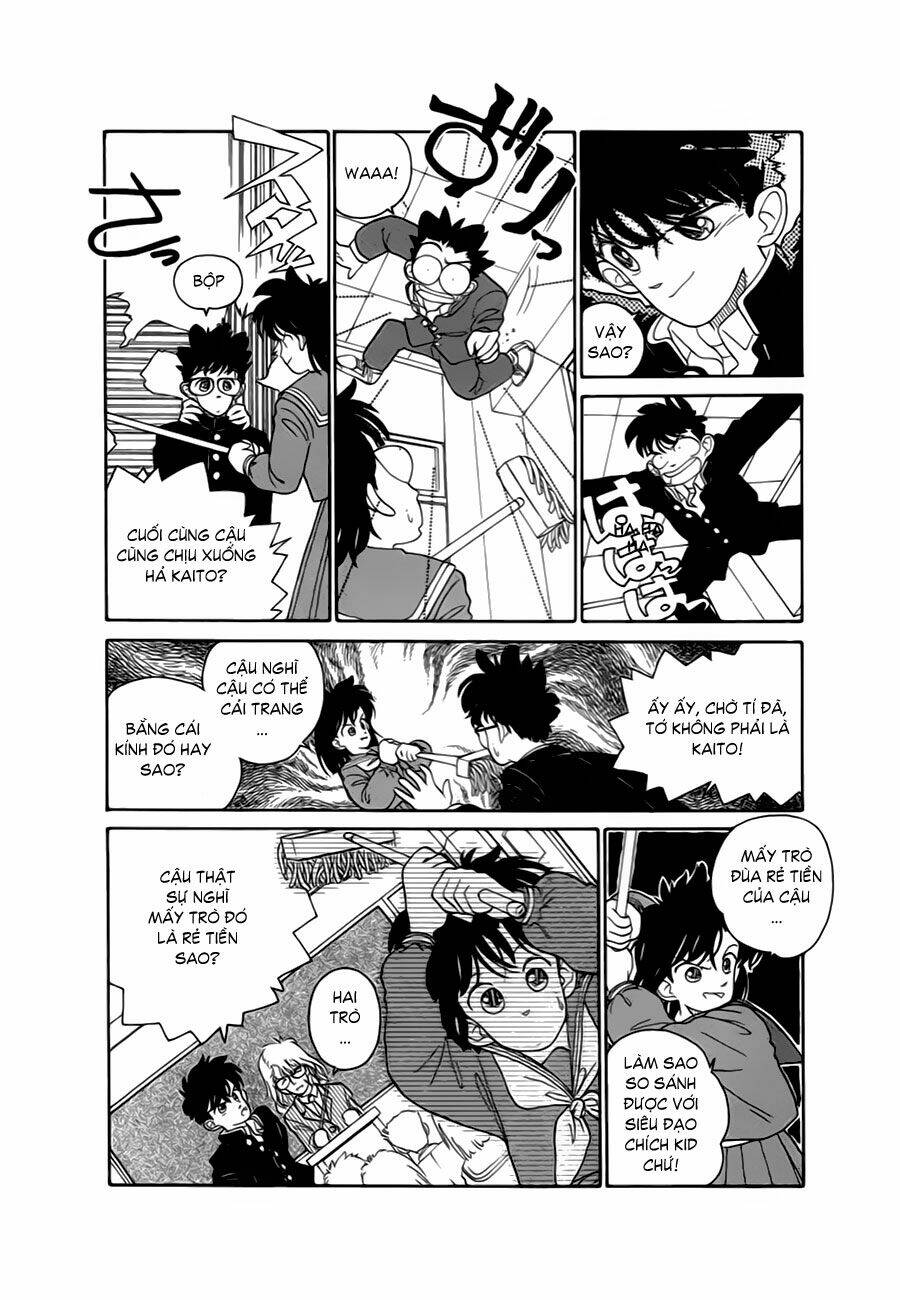 VẬY
SAO?
ズリッ
WAAA!
BỘP
CUỐI CÙNG CẬU
CŨNG CHỊU XUỐNG
HẢ KAITO?
ẤY ẤY, CHỜ TÍ ĐÃ,
TỚ KHÔNG PHẢI LÀ
KAITO!
CẬU NGHĨ
CẬU CÓ THỂ
CẢI TRANG
...
BẰNG CÁI
KÍNH ĐÓ HAY
SAO?
MẤY TRÒ
ĐÙA RẺ TIỀN
CỦA CẬU
...
LÀM SAO
SO SÁNH
ĐƯỢC VỚI
SIÊU ĐẠO
CHÍCH KID
CHỨ!
HAI
TRÒ
...
CẬU THẬT
SỰ NGHĨ
MẤY TRÒ ĐÓ
LÀ RẺ TIỀN
SAO?